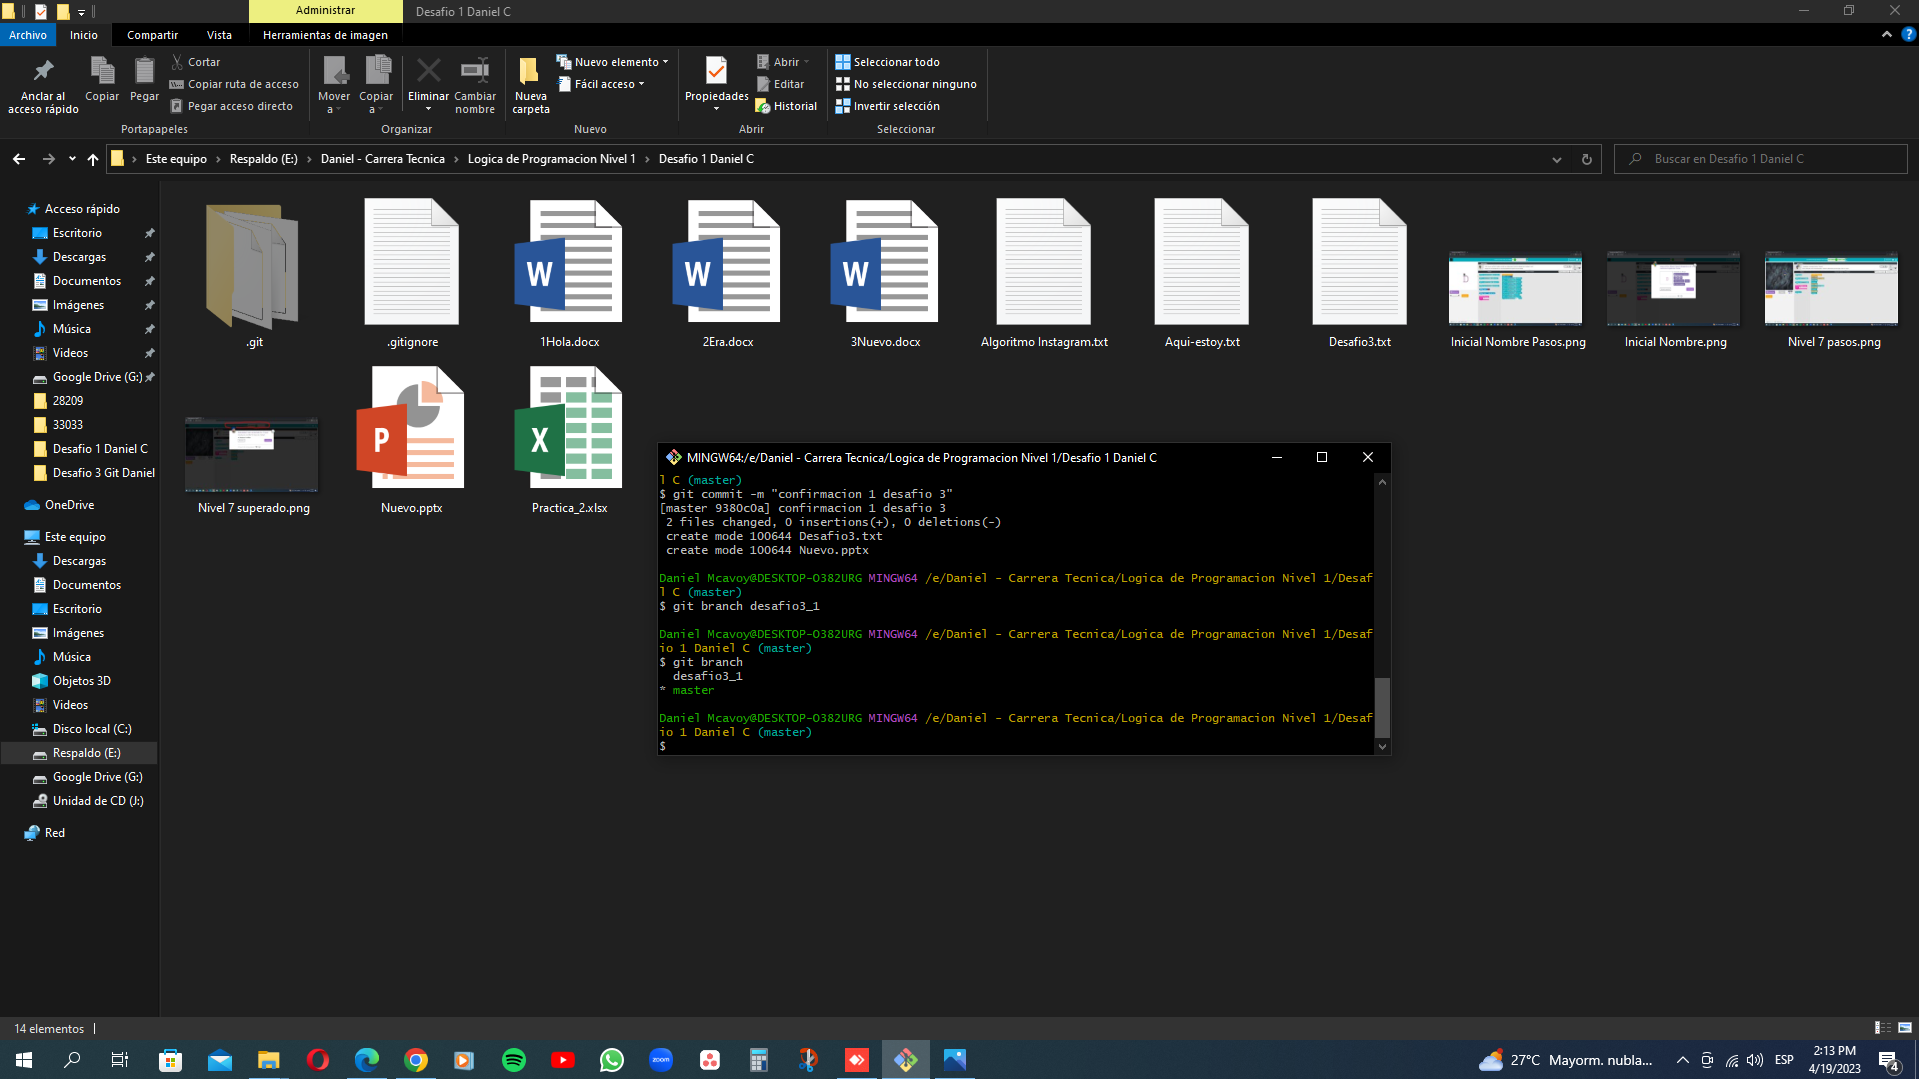 Administrar
Desafio 1 Daniel C
Archivo
Inicio
Compartir
Vista
Herramientas de imagen
Anclar al
acceso rápido
Copiar
Pegar
Cortar
Copiar ruta de acceso
Pegar acceso directo
Portapapeles
Mover
a
Copiar
a
Eliminar
Cambiar
nombre
Organizar
Nueva
carpeta
Nuevo elemento
Fácil acceso
Nuevo
Propiedades
Abrir
Editar
Historial
Abrir
Seleccionar todo
No seleccionar ninguno
Invertir selección
Seleccionar
Este equipo
Respaldo (E:)
Daniel - Carrera Tecnica
Logica de Programacion Nivel 1
Desafio 1 Daniel C
Buscar en Desafio 1 Daniel C
Acceso rápido
Escritorio
Descargas
Documentos
Imágenes
Música
Videos
Google Drive (G:)
28209
33033
Desafio 1 Daniel C
Desafio 3 Git Daniel
OneDrive
Este equipo
Descargas
Documentos
Escritorio
Imágenes
Música
Objetos 3D
Videos
Disco local (C:)
Respaldo (E:)
Google Drive (G:)
Unidad de CD (J:)
Red
.git
.gitignore
1Hola.docx
2Era.docx
3Nuevo.docx
Algoritmo Instagram.txt
Aqui-estoy.txt
Desafio3.txt
Inicial Nombre Pasos.png
Inicial Nombre.png
Nivel 7 pasos.png
Nivel 7 superado.png
Nuevo.pptx
Practica_2.xlsx
MINGW64:/e/Daniel - Carrera Tecnica/Logica de Programacion Nivel 1/Desafio 1 Daniel C
l C (master)
$ git commit -m "confirmacion 1 desafio 3"
[master 9380c0a] confirmacion 1 desafio 3
2 files changed, 0 insertions(+), 0 deletions(-)
create mode 100644 Desafio3.txt
create mode 100644 Nuevo.pptx
Daniel Mcavoy@DESKTOP-O382URG MINGW64 /e/Daniel - Carrera Tecnica/Logica de Programacion Nivel 1/Desaf
l C (master)
$ git branch desafio3_1
Daniel Mcavoy@DESKTOP-O382URG MINGW64 /e/Daniel - Carrera Tecnica/Logica de Programacion Nivel 1/Desaf
io 1 Daniel C (master)
$ git branch
desafio3_1
* master
Daniel Mcavoy@DESKTOP-O382URG MINGW64 /e/Daniel - Carrera Tecnica/Logica de Programacion Nivel 1/Desaf
io 1 Daniel C (master)
$
14 elementos
zoom
27°C Mayorm. nubla...
ESP
2:13 PM
4/19/2023
4